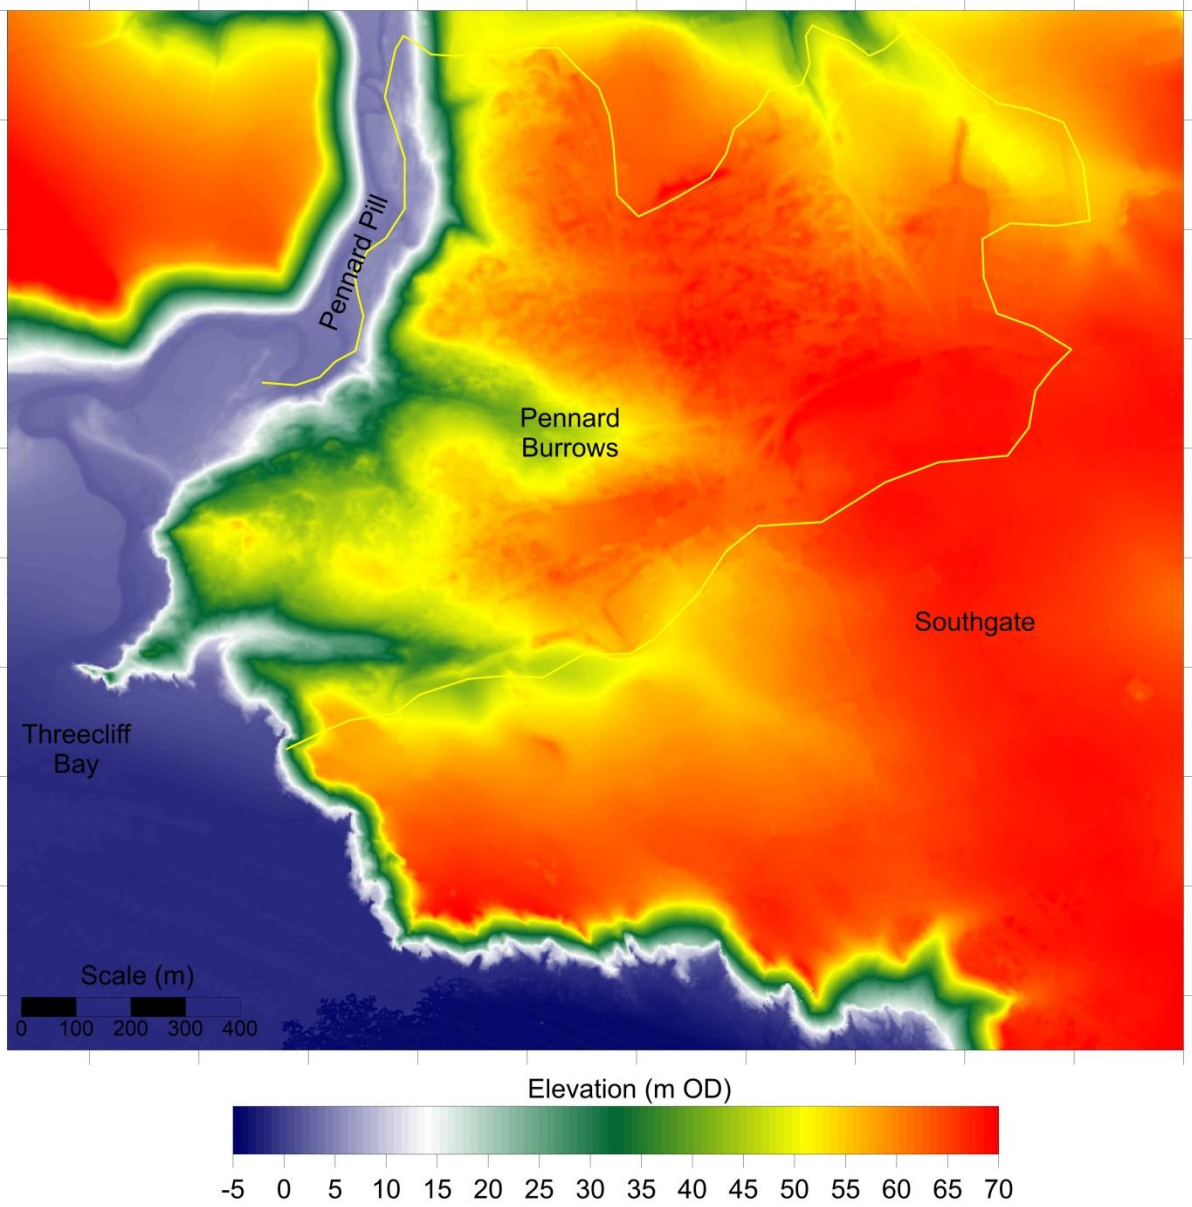 Pennard Pill
Pennard
Burrows
Southgate
Threecliff
Bay
Scale (m)
0 100 200 300 400
Elevation (m OD)
-5 0 5 10 15 20 25 30 35 40 45 50 55 60 65 70